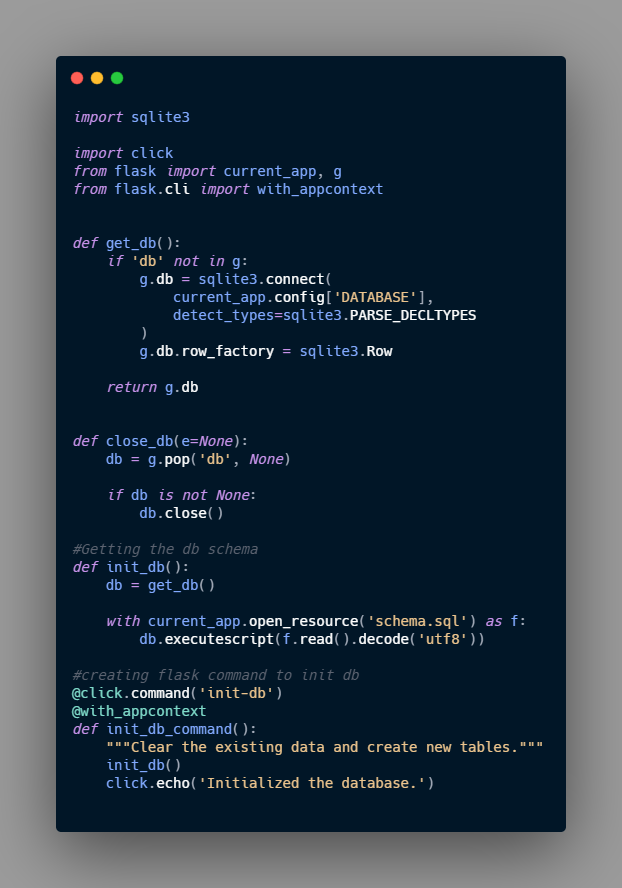 import sqlite3

import click
from flask import current_app, g
from flask.cli import with_appcontext


def get_db():
    if 'db' not in g:
        g.db = sqlite3.connect(
            current_app.config['DATABASE'],
            detect_types=sqlite3.PARSE_DECLTYPES
        )
        g.db.row_factory = sqlite3.Row

    return g.db


def close_db(e=None):
    db = g.pop('db', None)

    if db is not None:
        db.close()

#Getting the db schema
def init_db():
    db = get_db()

    with current_app.open_resource('schema.sql') as f:
        db.executescript(f.read().decode('utf8'))

#creating flask command to init db
@click.command('init-db')
@with_appcontext
def init_db_command():
    """Clear the existing data and create new tables."""
    init_db()
    click.echo('Initialized the database.')